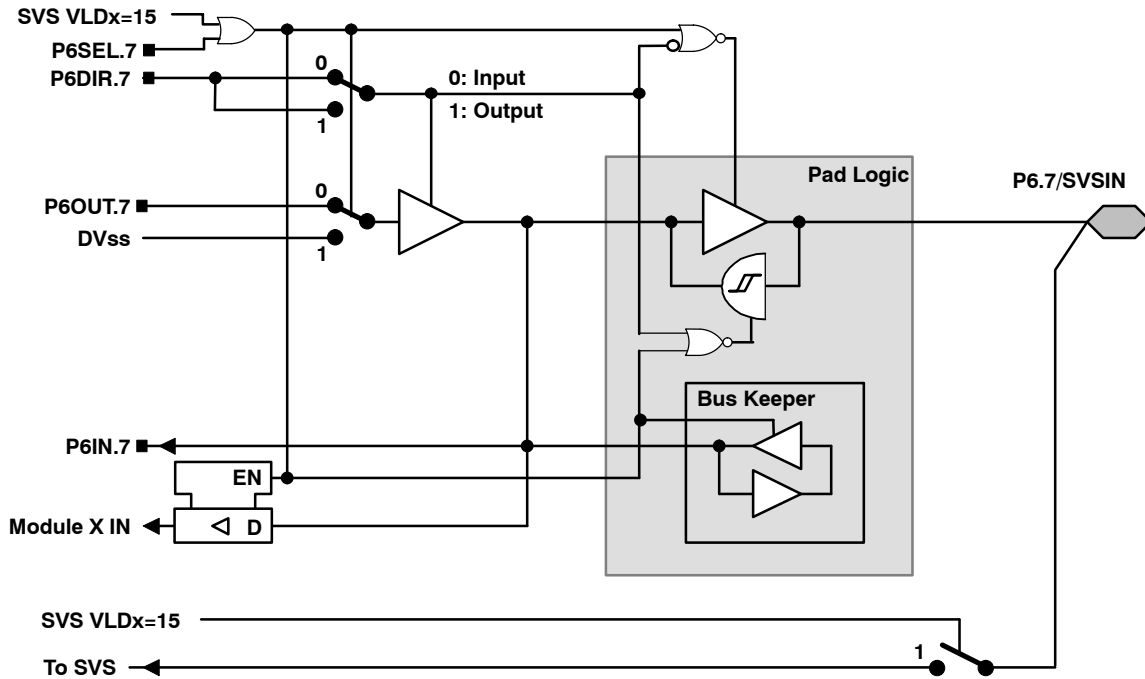 SVS VLDx=15
P6SEL.7
P6DIR.7
0
0: Input
1: Output
1
Pad Logic
P6.7/SVSIN
0
P6OUT.7
DVss
1
Bus Keeper
P6IN.7
EN
Module X IN
D
SVS VLDx=15
1
To SVS